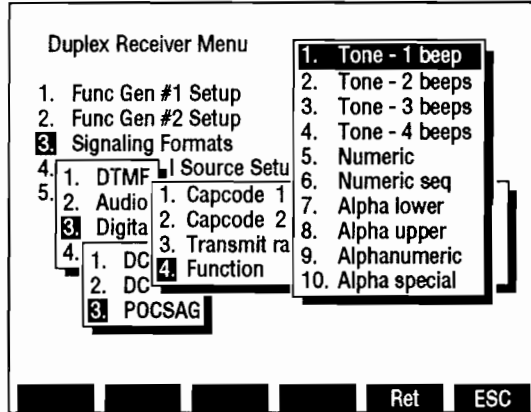 Duplex Receiver Menu
1. Func Gen #1 Setup
2. Func Gen #2 Setup
3. Signaling Formats
4. l Source Setu
5.
1. DTMF
2. Audio
3. Digita
4.
1. DC
2. DC
3. POCSAG
1. Capcode 1
2. Capcode 2
3. Transmit ra
4. Function
1. Tone - 1 beep
2. Tone - 2 beeps
3. Tone - 3 beeps
4. Tone - 4 beeps
5. Numeric
6. Numeric seq
7. Alpha lower
8. Alpha upper
9. Alphanumeric
10. Alpha special
Ret ESC